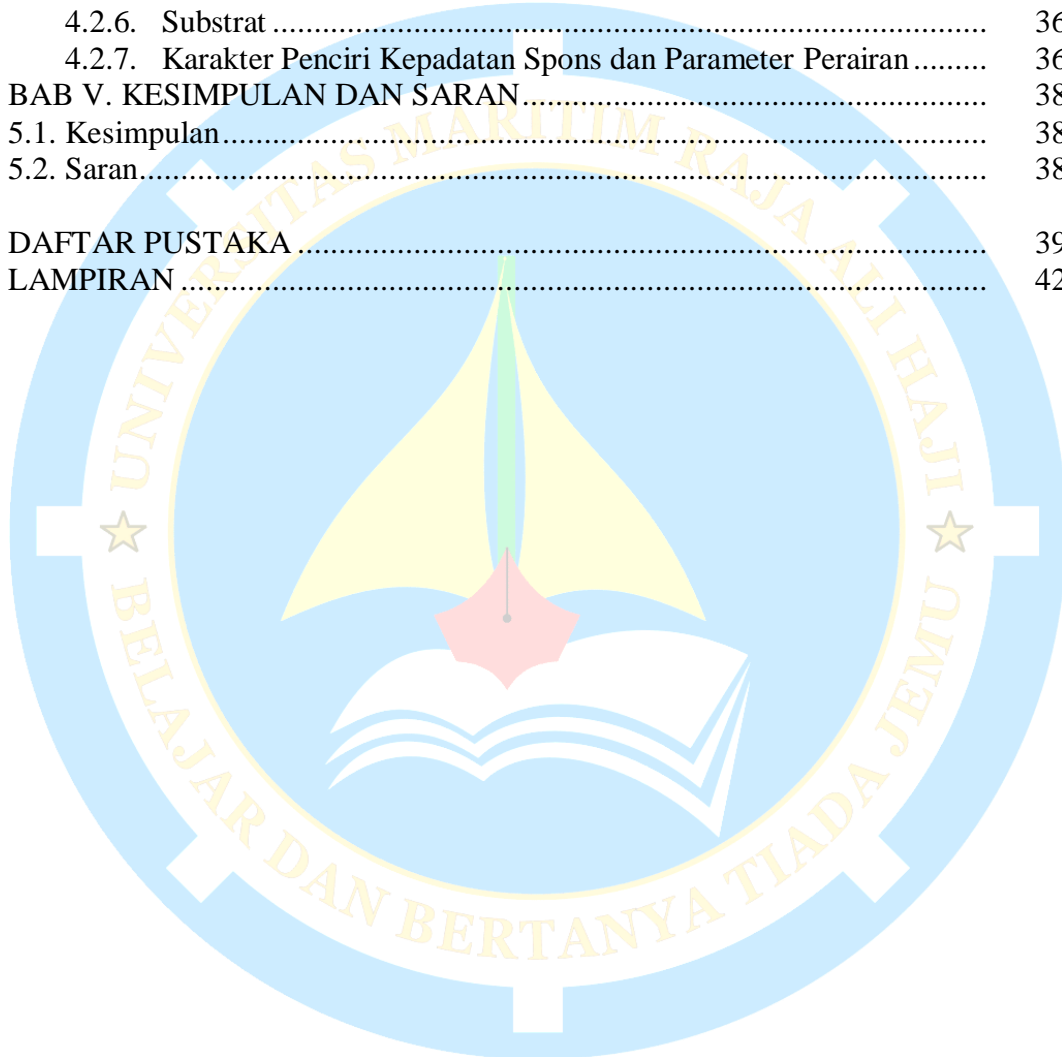 4.2.6. Substrat ........................................................................................ 36
4.2.7. Karakter Penciri Kepadatan Spons dan Parameter Perairan ......... 36
BAB V. KESIMPULAN DAN SARAN ......................................................... 38
5.1. Kesimpulan ............................................................................................. 38
5.2. Saran ....................................................................................................... 38
DAFTAR PUSTAKA .................................................................................... 39
LAMPIRAN .................................................................................................. 42
UNIVERSITAS MARITIM RAJA ALI HAJI
BELAJAR DAN BERTANYA TIADA JEMU